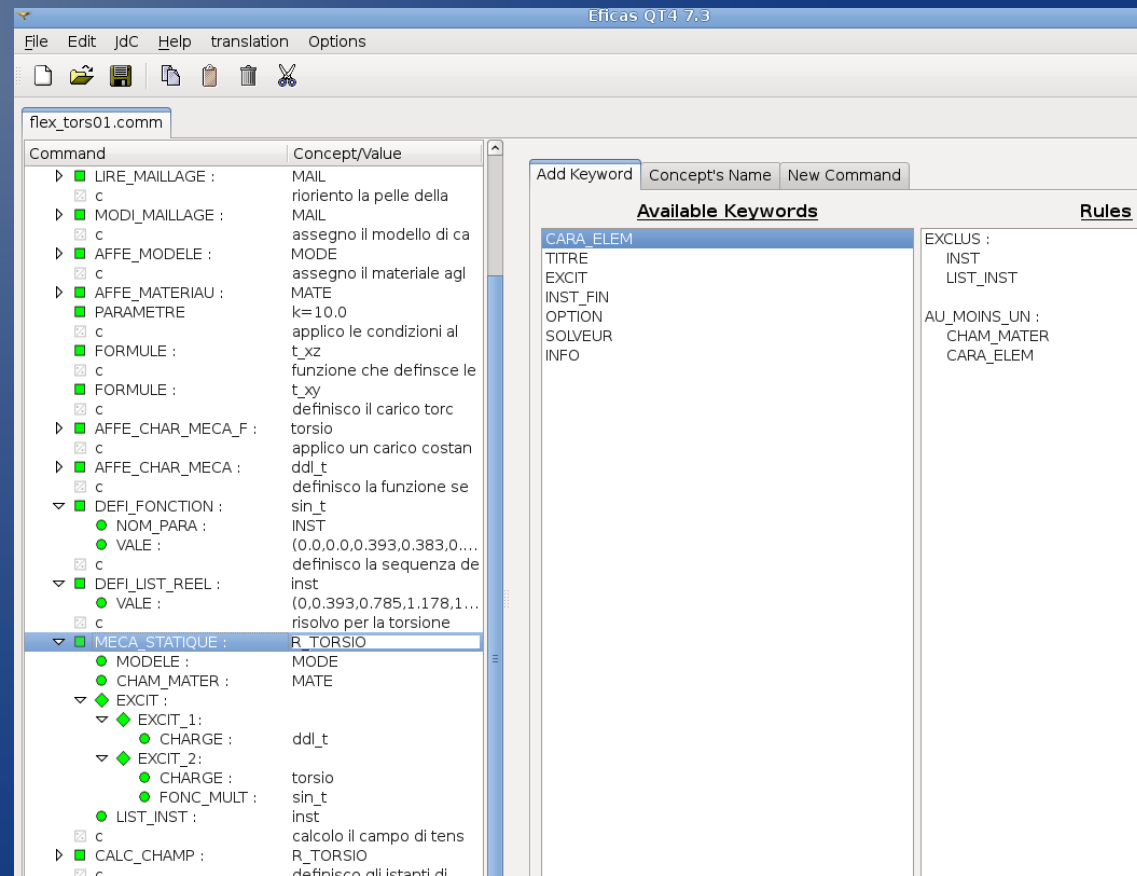 Eficas QT4 7.3
File Edit JdC Help translation Options
flex_tors01.comm
Command Concept/Value
LIRE_MAILLAGE : MAIL
c rioriento la pelle della
MODI_MAILLAGE : MAIL
c assegno il modello di ca
AFFE_MODELE : MODE
c assegno il materiale agl
AFFE_MATERIAU : MATE
PARAMETRE k=10.0
c applico le condizioni al
FORMULE : t_xz
c funzione che definsce le
FORMULE : t_xy
c definisco il carico torc
AFFE_CHAR_MECA_F : torsio
c applico un carico costan
AFFE_CHAR_MECA : ddl_t
c definisco la funzione se
DEFI_FONCTION : sin_t
NOM_PARA : INST
VALE : (0.0,0.0,0.393,0.383,0....
c definisco la sequenza de
DEFI_LIST_REEL : inst
VALE : (0,0.393,0.785,1.178,1...
c risolvo per la torsione
MECA_STATIQUE : R_TORSIO
MODELE : MODE
CHAM_MATER : MATE
EXCIT :
EXCIT_1:
CHARGE : ddl_t
EXCIT_2:
CHARGE : torsio
FONC_MULT : sin_t
LIST_INST : inst
c calcolo il campo di tens
CALC_CHAMP : R_TORSIO
c definisco gli istanti di
Add Keyword Concept's Name New Command
Available Keywords Rules
CARA_ELEM
TITRE
EXCIT
INST_FIN
OPTION
SOLVEUR
INFO
EXCLUS :
INST
LIST_INST
AU_MOINS_UN :
CHAM_MATER
CARA_ELEM